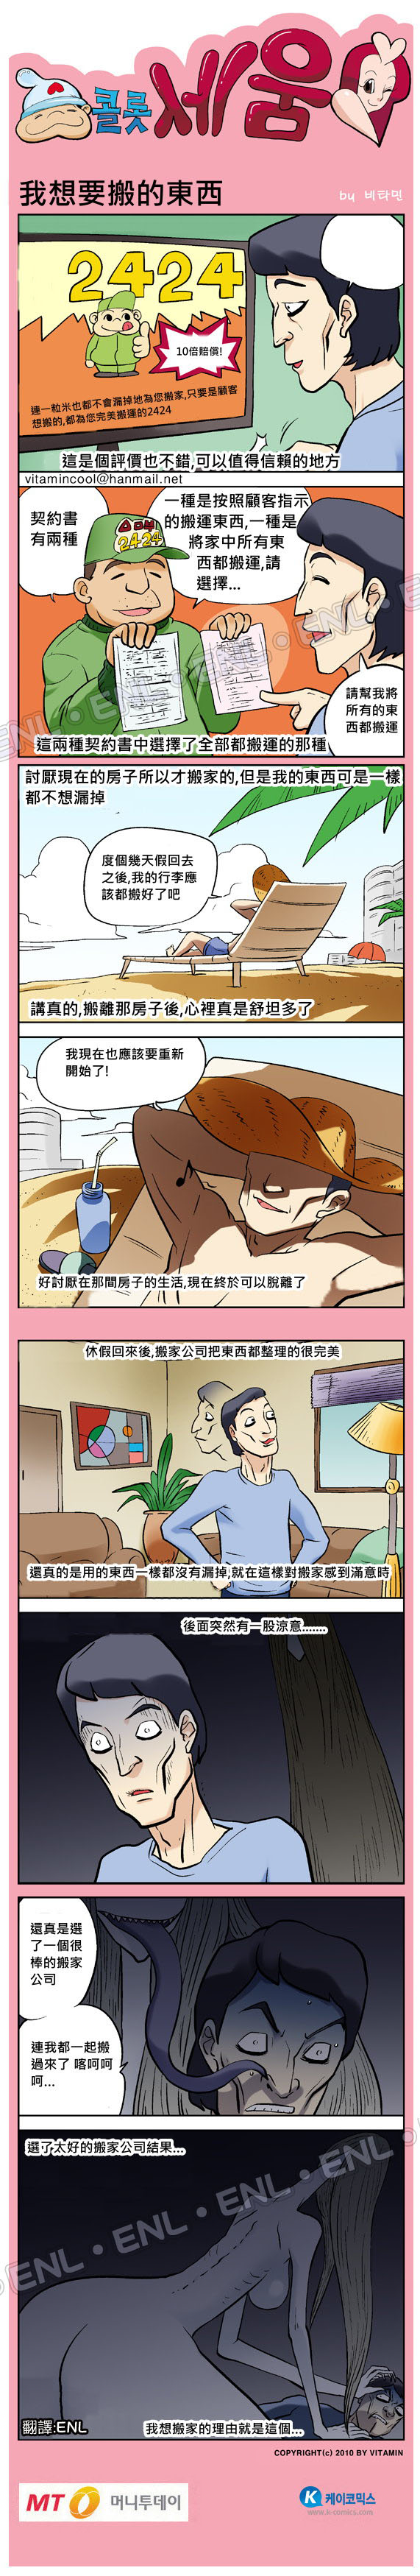 콜롯 세움
我想要搬的東西
by 비타민
2424
10倍賠償!
連一粒米也都不會漏掉地為您搬家,只要是顧客
想搬的,都為您完美搬運的2424
這是個評價也不錯,可以值得信賴的地方
vitamincool@hanmail.net
契約書
有兩種
一種是按照顧客指示
的搬運東西,一種是
將家中所有東
西都搬運,請
選擇...
2424
請幫我將
所有的東
西都搬運
這兩種契約書中選擇了全部都搬運的那種
討厭現在的房子所以才搬家的,但是我的東西可是一樣
都不想漏掉
度個幾天假回去
之後,我的行李應
該都搬好了吧
講真的,搬離那房子後,心裡真是舒坦多了
我現在也應該要重新
開始了!
好討厭在那間房子的生活,現在終於可以脫離了
休假回來後,搬家公司把東西都整理的很完美
還真的是用的東西一樣都沒有漏掉,就在這樣對搬家感到滿意時
後面突然有一股涼意.......
還真是選
了一個很
棒的搬家
公司
連我都一起搬
過來了 喀呵呵
呵...
選了太好的搬家公司結果...
ENL • ENL • ENL • ENL
翻譯:ENL
我想搬家的理由就是這個...
COPYRIGHT(c) 2010 BY VITAMIN
MT 머니투데이
K 케이코믹스
www.k-comics.com